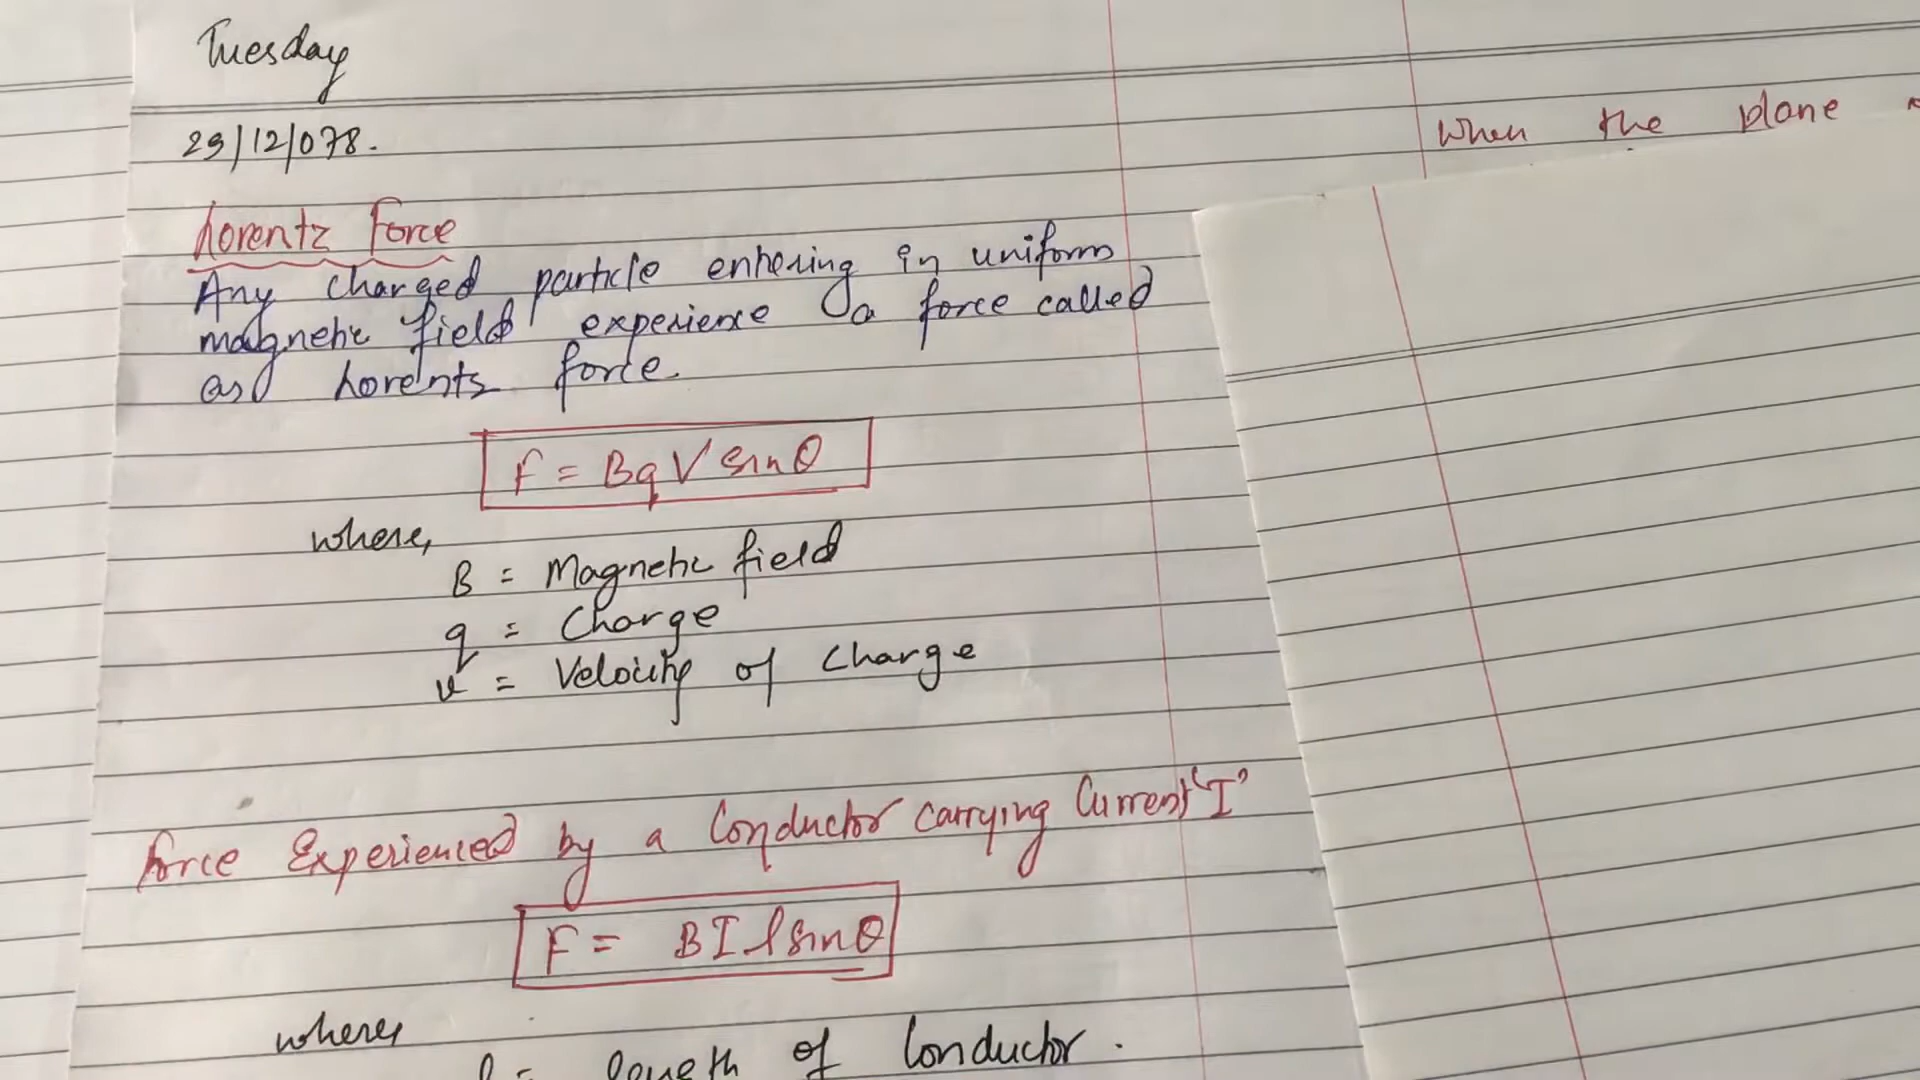 Tuesday
29/12/078.
When the plane
Lorentz Force
Any charged particle entering in uniform
magnetic field experience a force called
as Lorents force.
F = BqV sinθ
where,
B = Magnetic field
q = Charge
v = Velocity of charge
Force Experienced by a Conductor carrying Current 'I'
F = BIl sinθ
where,
l = length of Conductor.